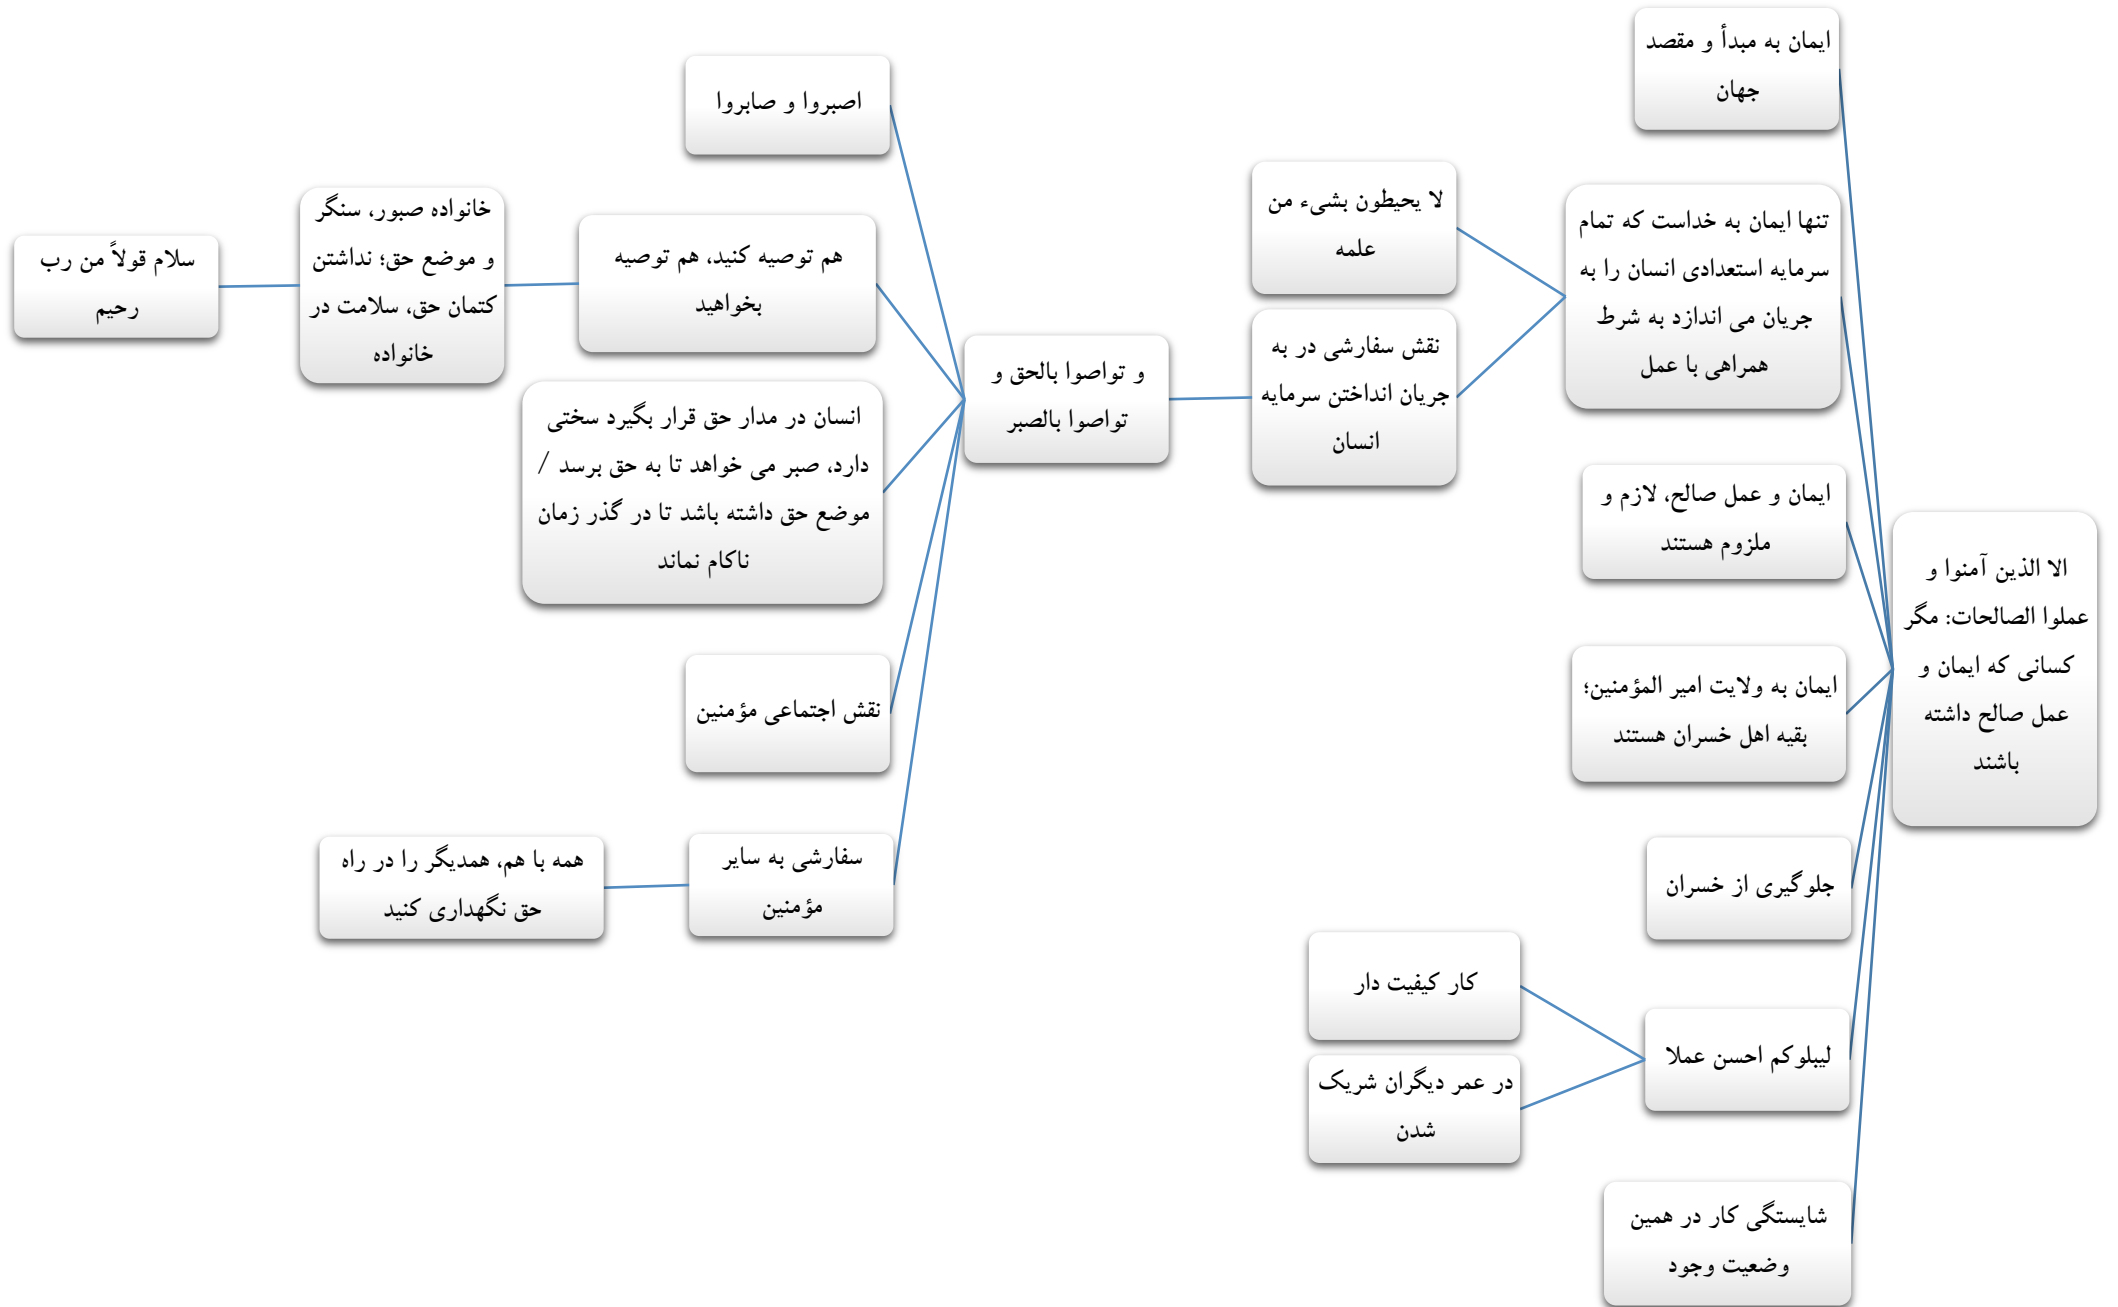 الا الذین آمنوا و
عملوا الصالحات: مگر
کسانی که ایمان و
عمل صالح داشته
باشند
ایمان به مبدأ و مقصد
جهان
تنها ایمان به خداست که تمام
سرمایه استعدادی انسان را به
جریان می اندازد به شرط
همراهی با عمل
لا یحیطون بشیء من
علمه
نقش سفارشی در به
جریان انداختن سرمایه
انسان
و تواصوا بالحق و
تواصوا بالصبر
اصبروا و صابروا
هم توصیه کنید، هم توصیه
بخواهید
خانواده صبور، سنگر
و موضع حق؛ نداشتن
کتمان حق، سلامت در
خانواده
سلام قولاً من رب
رحیم
انسان در مدار حق قرار بگیرد سختی
دارد، صبر می خواهد تا به حق برسد /
موضع حق داشته باشد تا در گذر زمان
ناکام نماند
نقش اجتماعی مؤمنین
سفارشی به سایر
مؤمنین
همه با هم، همدیگر را در راه
حق نگهداری کنید
ایمان و عمل صالح، لازم و
ملزوم هستند
ایمان به ولایت امیر المؤمنین؛
بقیه اهل خسران هستند
جلوگیری از خسران
لیبلوکم احسن عملا
کار کیفیت دار
در عمر دیگران شریک
شدن
شایستگی کار در همین
وضعیت وجود